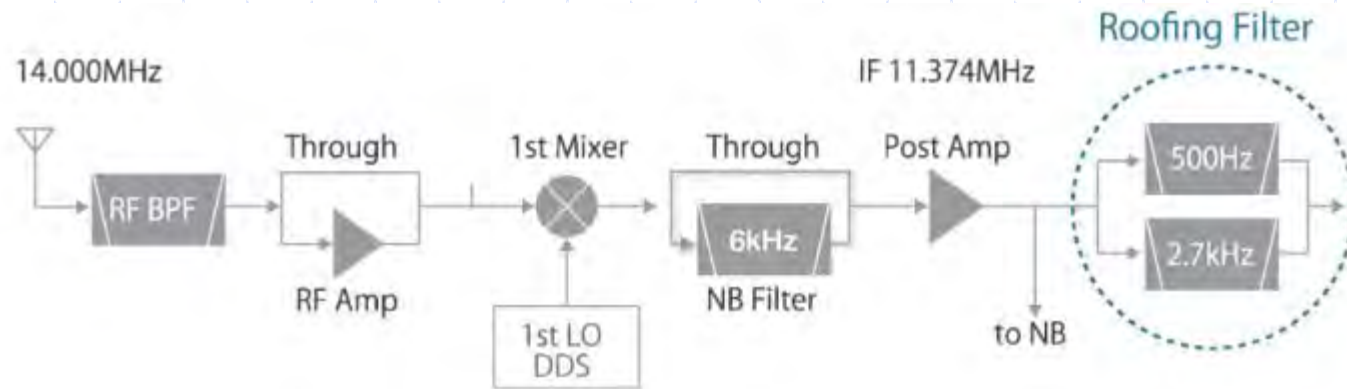 Roofing Filter
14.000MHz
IF 11.374MHz
Through
1st Mixer
Through
Post Amp
500Hz
RF BPF
6kHz
2.7kHz
RF Amp
NB Filter
1st LO
DDS
to NB